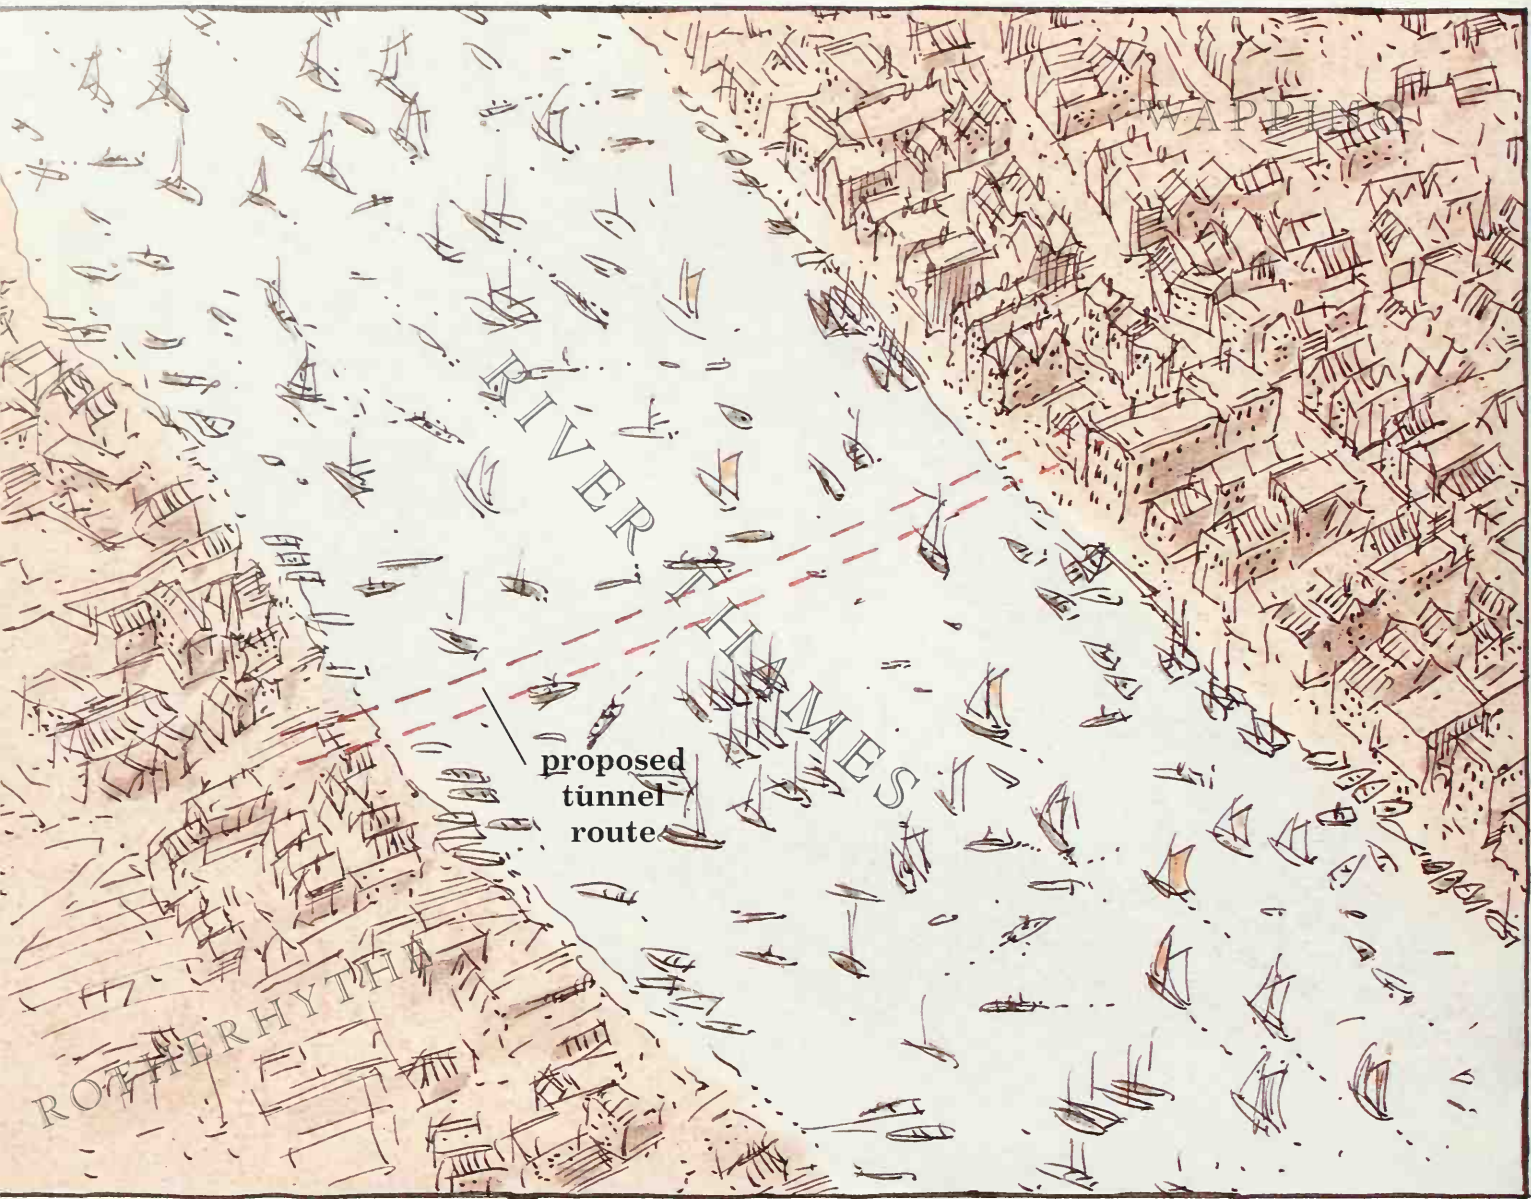 WAPPING
RIVER THAMES
proposed
tunnel
route
ROTHERHYTHE